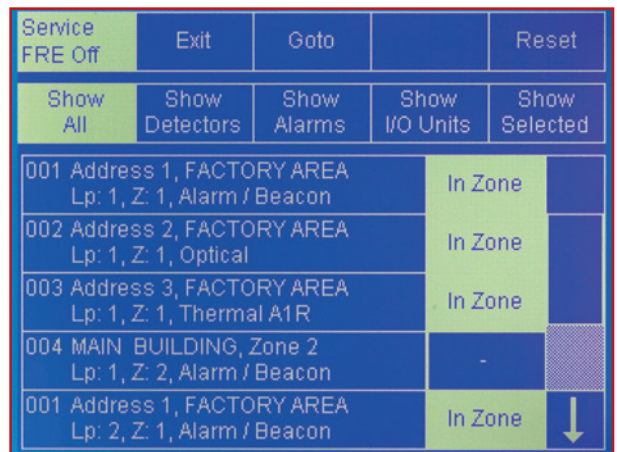 Service
FRE Off
Exit
Goto
Reset
Show
All
Show
Detectors
Show
Alarms
Show
I/O Units
Show
Selected
001 Address 1, FACTORY AREA
Lp: 1, Z: 1, Alarm / Beacon
In Zone
002 Address 2, FACTORY AREA
Lp: 1, Z: 1, Optical
In Zone
003 Address 3, FACTORY AREA
Lp: 1, Z: 1, Thermal A1R
In Zone
004 MAIN BUILDING, Zone 2
Lp: 1, Z: 2, Alarm / Beacon
-
001 Address 1, FACTORY AREA
Lp: 2, Z: 1, Alarm / Beacon
In Zone